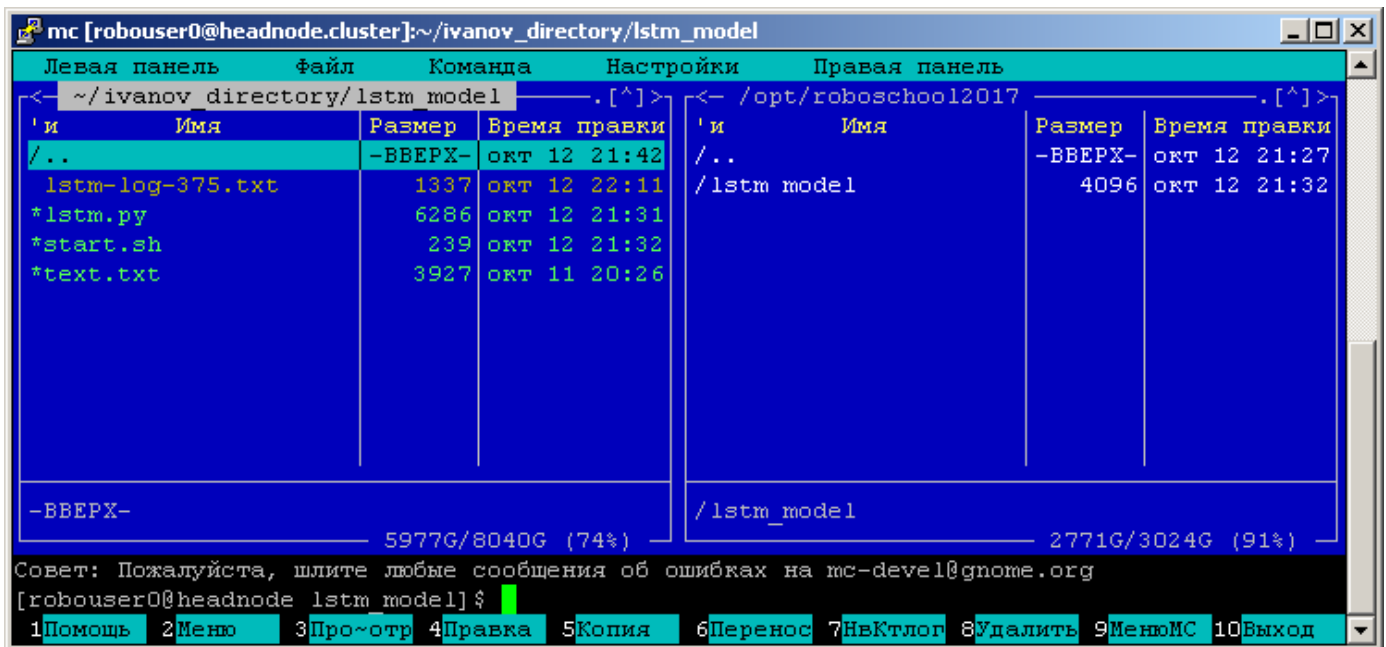 mc [robouser0@headnode.cluster]:~/ivanov_directory/lstm_model
Левая панель Файл Команда Настройки Правая панель
<— ~/ivanov_directory/lstm_model .[^]> <— /opt/roboschool2017 .[^]>
'и Имя Размер Время правки 'и Имя Размер Время правки
/.. -ВВЕРХ- окт 12 21:42 /.. -ВВЕРХ- окт 12 21:27
lstm-log-375.txt 1337 окт 12 22:11 /lstm_model 4096 окт 12 21:32
*lstm.py 6286 окт 12 21:31
*start.sh 239 окт 12 21:32
*text.txt 3927 окт 11 20:26
-ВВЕРХ- /lstm_model
5977G/8040G (74%) 2771G/3024G (91%)
Совет: Пожалуйста, шлите любые сообщения об ошибках на mc-devel@gnome.org
[robouser0@headnode lstm_model]$
1Помощь 2Меню 3Про~отр 4Правка 5Копия 6Перенос 7НвКтлог 8Удалить 9МенюМС 10Выход